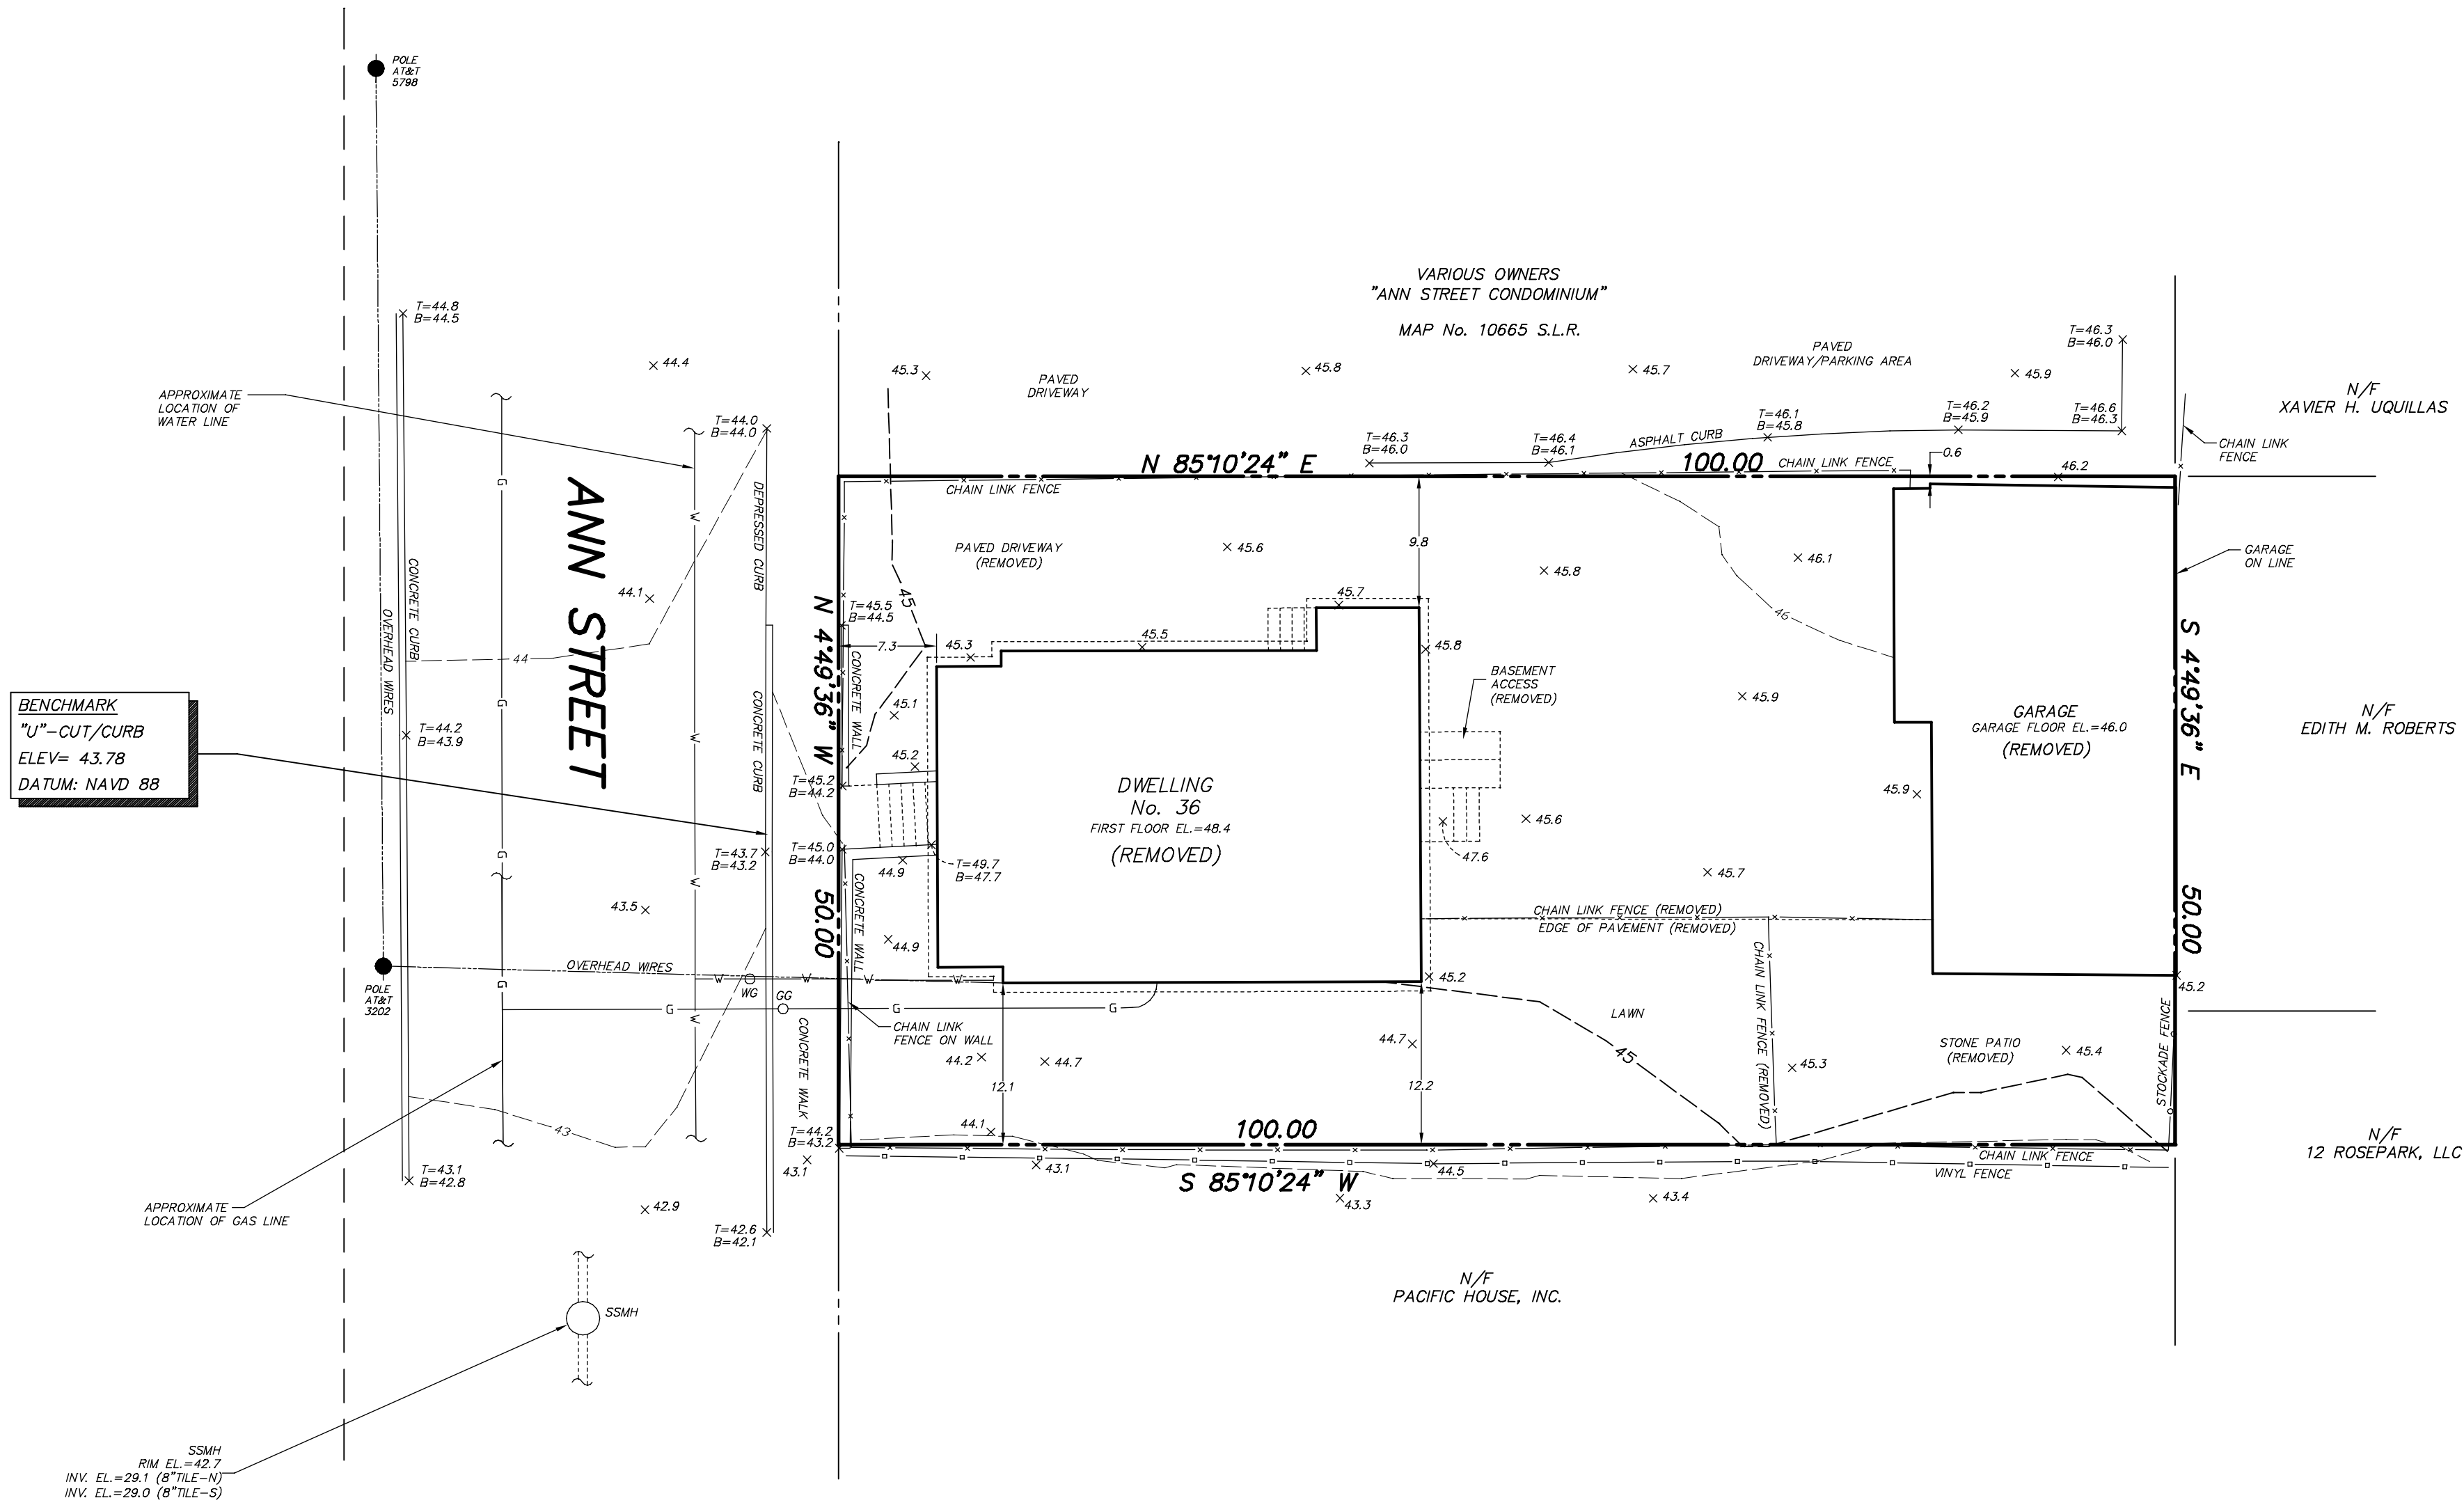 POLE
AT&T
5798
VARIOUS OWNERS
"ANN STREET CONDOMINIUM"
MAP No. 10665 S.L.R.
T=44.8
B=44.5
44.4
45.3
PAVED
DRIVEWAY
45.8
45.7
PAVED
DRIVEWAY/PARKING AREA
45.9
T=46.3
B=46.0
N/F
XAVIER H. UQUILLAS
APPROXIMATE
LOCATION OF
WATER LINE
T=44.0
B=44.0
T=46.3
B=46.0
T=46.4
B=46.1
ASPHALT CURB
T=46.1
B=45.8
T=46.2
B=45.9
T=46.6
B=46.3
CHAIN LINK
FENCE
N 85°10'24" E
100.00
CHAIN LINK FENCE
0.6
46.2
CHAIN LINK FENCE
G
W
DEPRESSED CURB
ANN STREET
PAVED DRIVEWAY
(REMOVED)
45.6
9.8
45.8
46.1
GARAGE
ON LINE
CONCRETE CURB
OVERHEAD WIRES
44.1
44
45
T=45.5
B=44.5
45.7
46
7.3
45.3
45.5
45.8
N 4°49'36" W
CONCRETE WALL
S 4°49'36" E
BENCHMARK
"U"-CUT/CURB
ELEV= 43.78
DATUM: NAVD 88
T=44.2
B=43.9
G
W
CONCRETE CURB
45.1
45.2
BASEMENT
ACCESS
(REMOVED)
45.9
GARAGE
GARAGE FLOOR EL.=46.0
(REMOVED)
N/F
EDITH M. ROBERTS
T=45.2
B=44.2
DWELLING
No. 36
FIRST FLOOR EL.=48.4
(REMOVED)
45.9
45.6
T=43.7
B=43.2
T=45.0
B=44.0
44.9
T=49.7
B=47.7
47.6
45.7
G
W
43.5
50.00
CONCRETE WALL
44.9
CHAIN LINK FENCE (REMOVED)
EDGE OF PAVEMENT (REMOVED)
50.00
POLE
AT&T
3202
OVERHEAD WIRES
W
W
W
W
WG
GG
45.2
45.2
CHAIN LINK FENCE (REMOVED)
G
W
G
G
G
CONCRETE WALK
CHAIN LINK
FENCE ON WALL
44.2
44.7
44.7
LAWN
45
STONE PATIO
(REMOVED)
45.4
45.3
STOCKADE FENCE
12.1
12.2
43
T=44.2
B=43.2
44.1
100.00
43.1
43.1
44.5
CHAIN LINK FENCE
VINYL FENCE
N/F
12 ROSEPARK, LLC
T=43.1
B=42.8
S 85°10'24" W
43.3
43.4
APPROXIMATE
LOCATION OF GAS LINE
42.9
T=42.6
B=42.1
N/F
PACIFIC HOUSE, INC.
SSMH
SSMH
RIM EL.=42.7
INV. EL.=29.1 (8"TILE-N)
INV. EL.=29.0 (8"TILE-S)